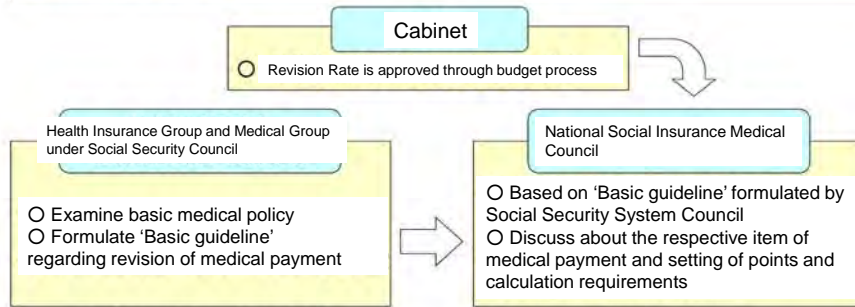 Cabinet
○ Revision Rate is approved through budget process
Health Insurance Group and Medical Group
under Social Security Council
○ Examine basic medical policy
○ Formulate ‘Basic guideline’
regarding revision of medical payment
National Social Insurance Medical
Council
○ Based on ‘Basic guideline’ formulated by
Social Security System Council
○ Discuss about the respective item of
medical payment and setting of points and
calculation requirements